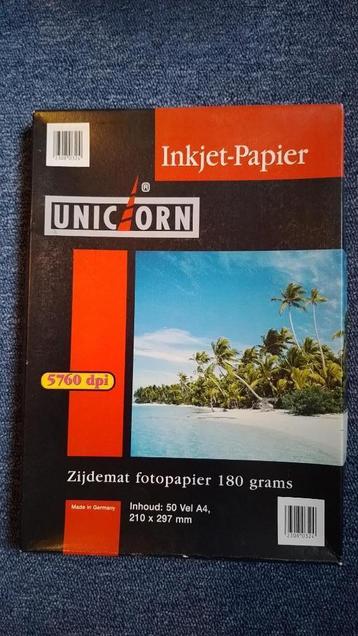 Inkjet-Papier
UNICORN®
5760 dpi
Zijdemat fotopapier 180 grams
Made in Germany
Inhoud: 50 Vel A4,
210 x 297 mm